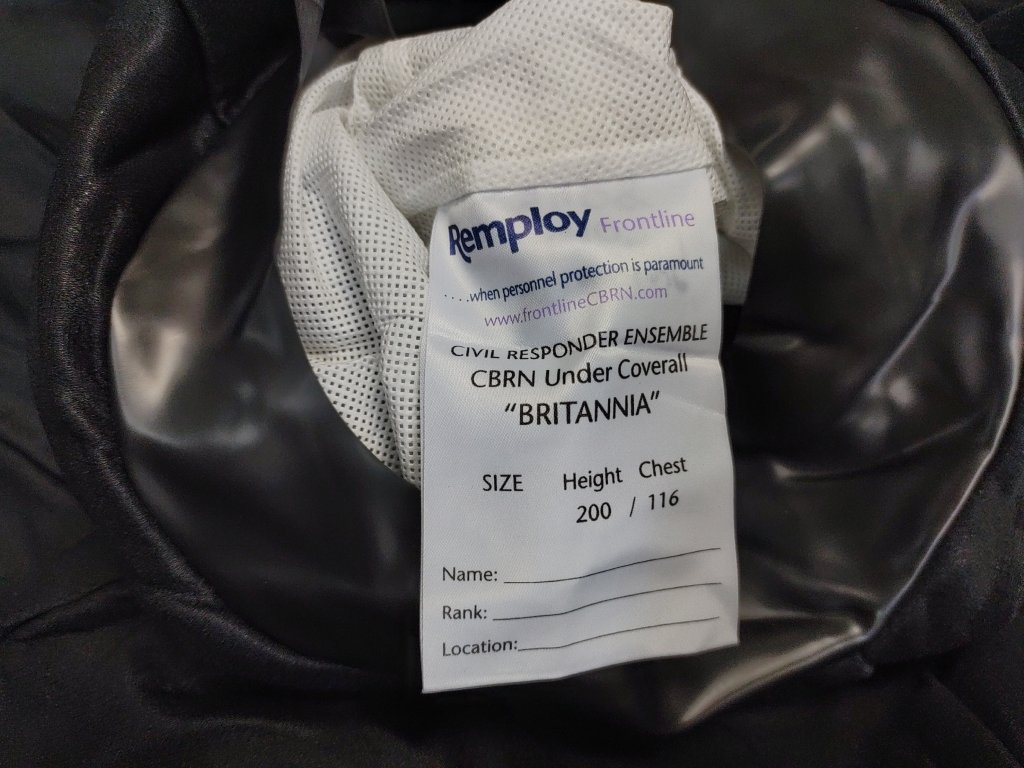 Remploy Frontline
....when personnel protection is paramount
www.frontlineCBRN.com
CIVIL RESPONDER ENSEMBLE
CBRN Under Coverall
"BRITANNIA"
SIZE Height Chest
200 / 116
Name:
Rank:
Location: